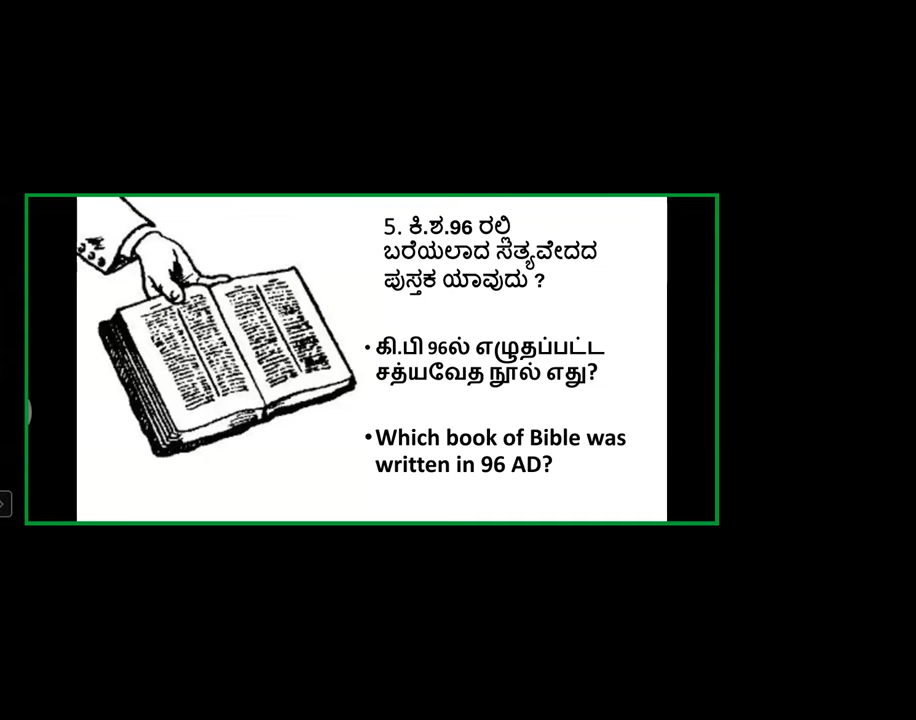 5. ಕಿ.ಶ.96 ರಲ್ಲಿ
ಬರೆಯಲಾದ ಸತ್ಯವೇದದ
ಪುಸ್ತಕ ಯಾವುದು ?
• கி.பி 96ல் எழுதப்பட்ட
சத்யவேத நூல் எது?
• Which book of Bible was
written in 96 AD?